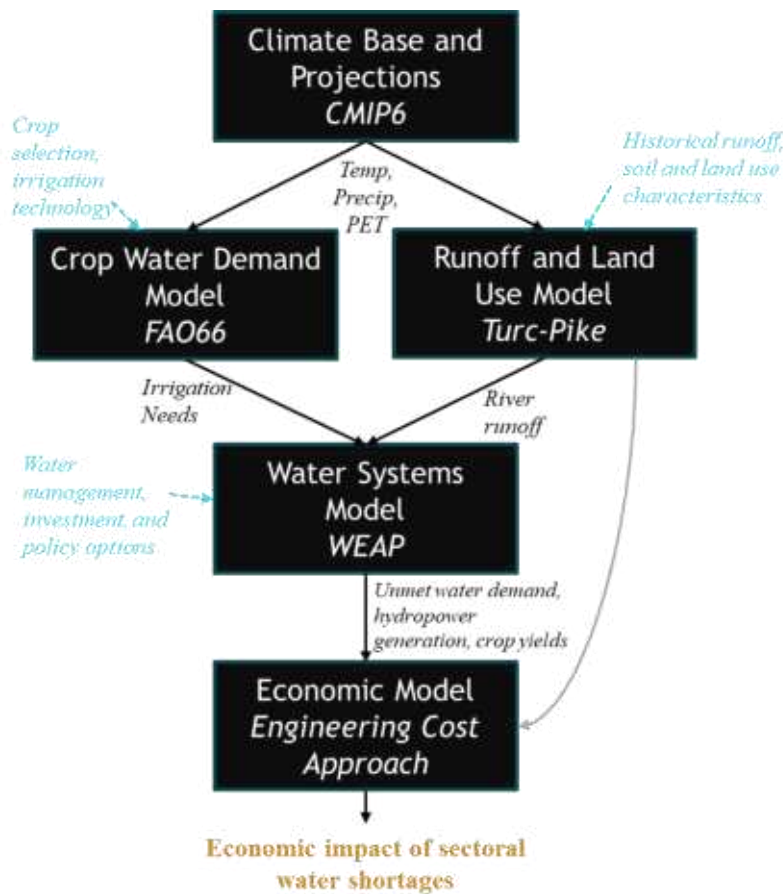 Climate Base and
Projections
CMIP6
Crop
selection,
irrigation
technology
Temp,
Precip,
PET
Historical runoff,
soil and land use
characteristics
Crop Water Demand
Model
FAO66
Runoff and Land
Use Model
Turc-Pike
Irrigation
Needs
River
runoff
Water
management,
investment, and
policy options
Water Systems
Model
WEAP
Unmet water demand,
hydropower
generation, crop yields
Economic Model
Engineering Cost
Approach
Economic impact of sectoral
water shortages